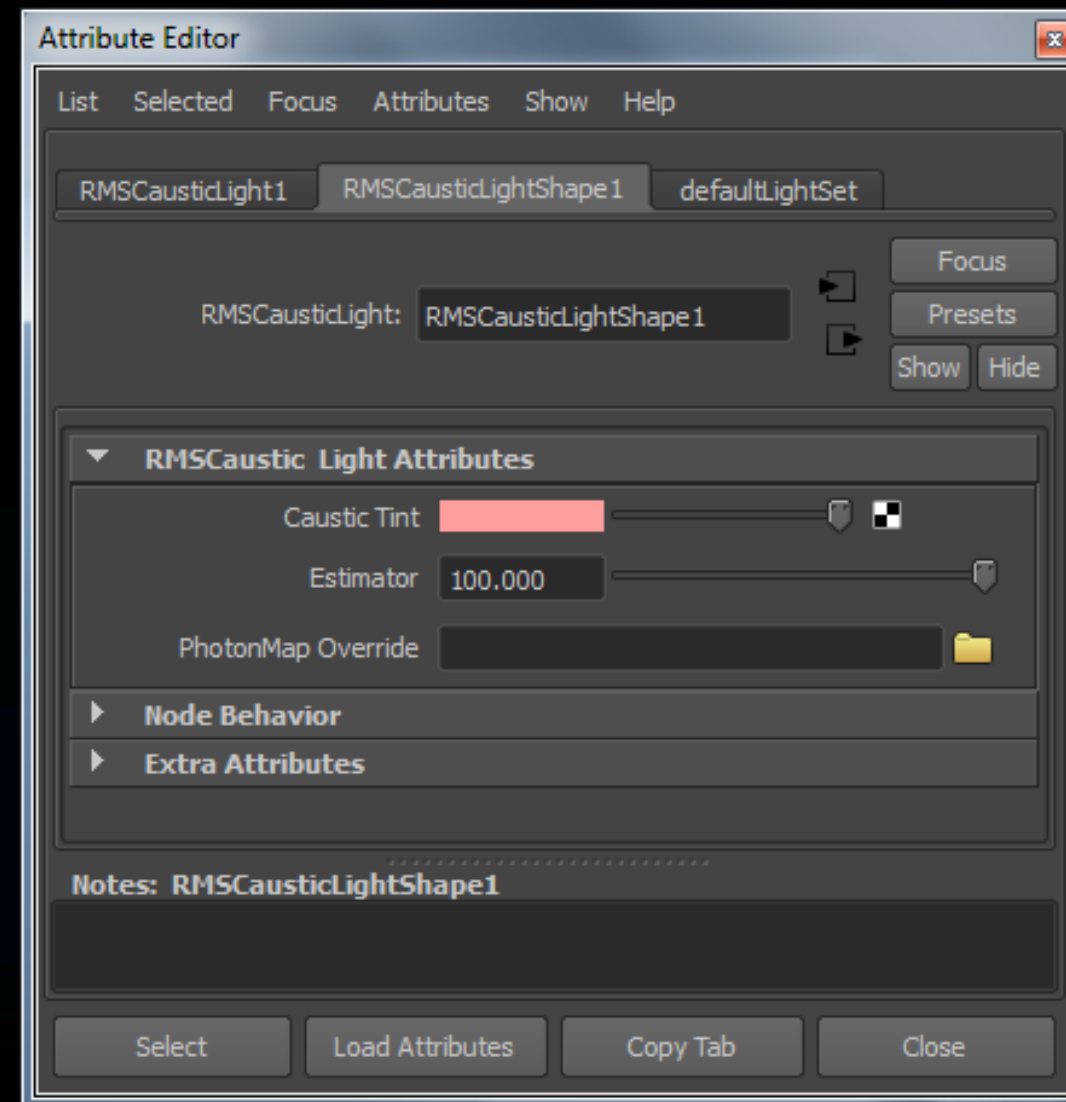 Attribute Editor
List Selected Focus Attributes Show Help
RMSCausticLight1 RMSCausticLightShape1 defaultLightSet
Focus
RMSCausticLight: RMSCausticLightShape1
Presets
Show Hide
RMSCaustic Light Attributes
Caustic Tint
Estimator 100.000
PhotonMap Override
Node Behavior
Extra Attributes
Notes: RMSCausticLightShape1
Select Load Attributes Copy Tab Close